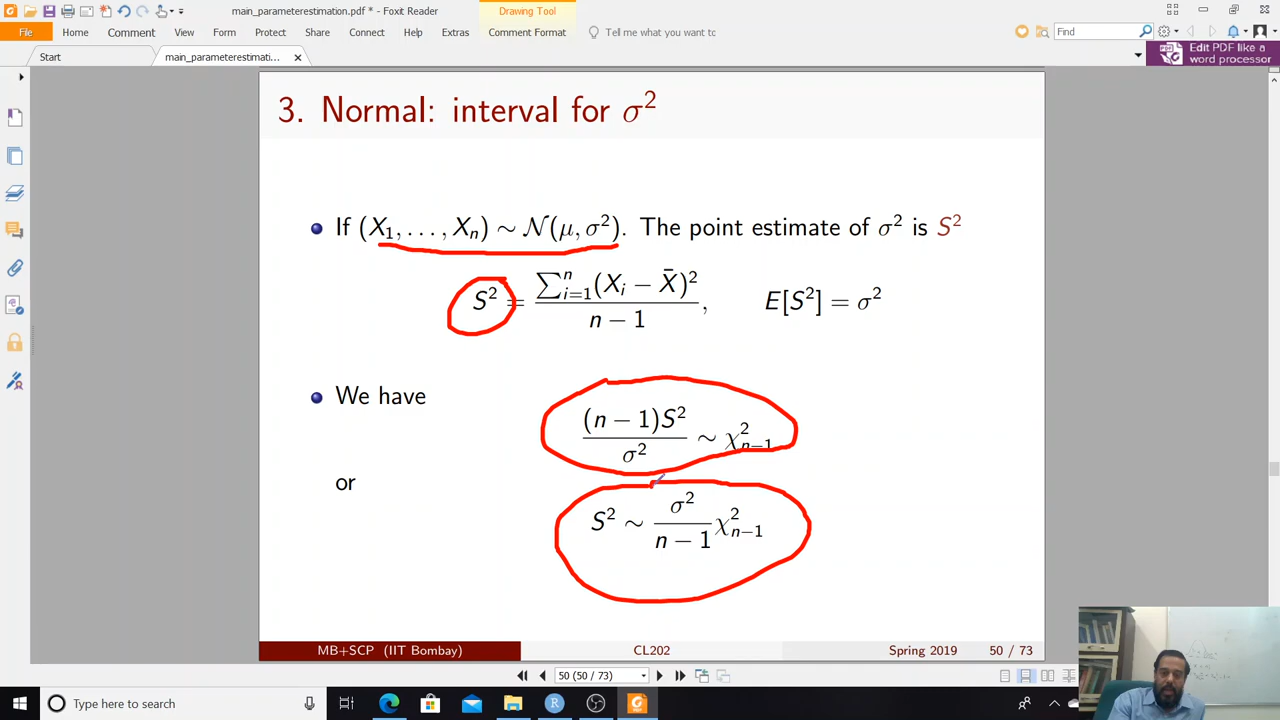 main_parameterestimation.pdf * - Foxit Reader
Drawing Tool
File Home Comment View Form Protect Share Connect Help Extras Comment Format Tell me what you want to Find
Start main_parameterestimati...
Edit PDF like a
word processor
3. Normal: interval for σ²
If (X₁, . . . , Xₙ) ∼ N(μ, σ²). The point estimate of σ² is S²
S² = ∑ⁿᵢ₌₁(Xᵢ − X̄)² / n − 1, E[S²] = σ²
We have
(n − 1)S² / σ² ∼ χ²ₙ₋₁
or
S² ∼ σ² / n − 1 χ²ₙ₋₁
MB+SCP (IIT Bombay) CL202 Spring 2019 50 / 73
50 (50 / 73)
Type here to search